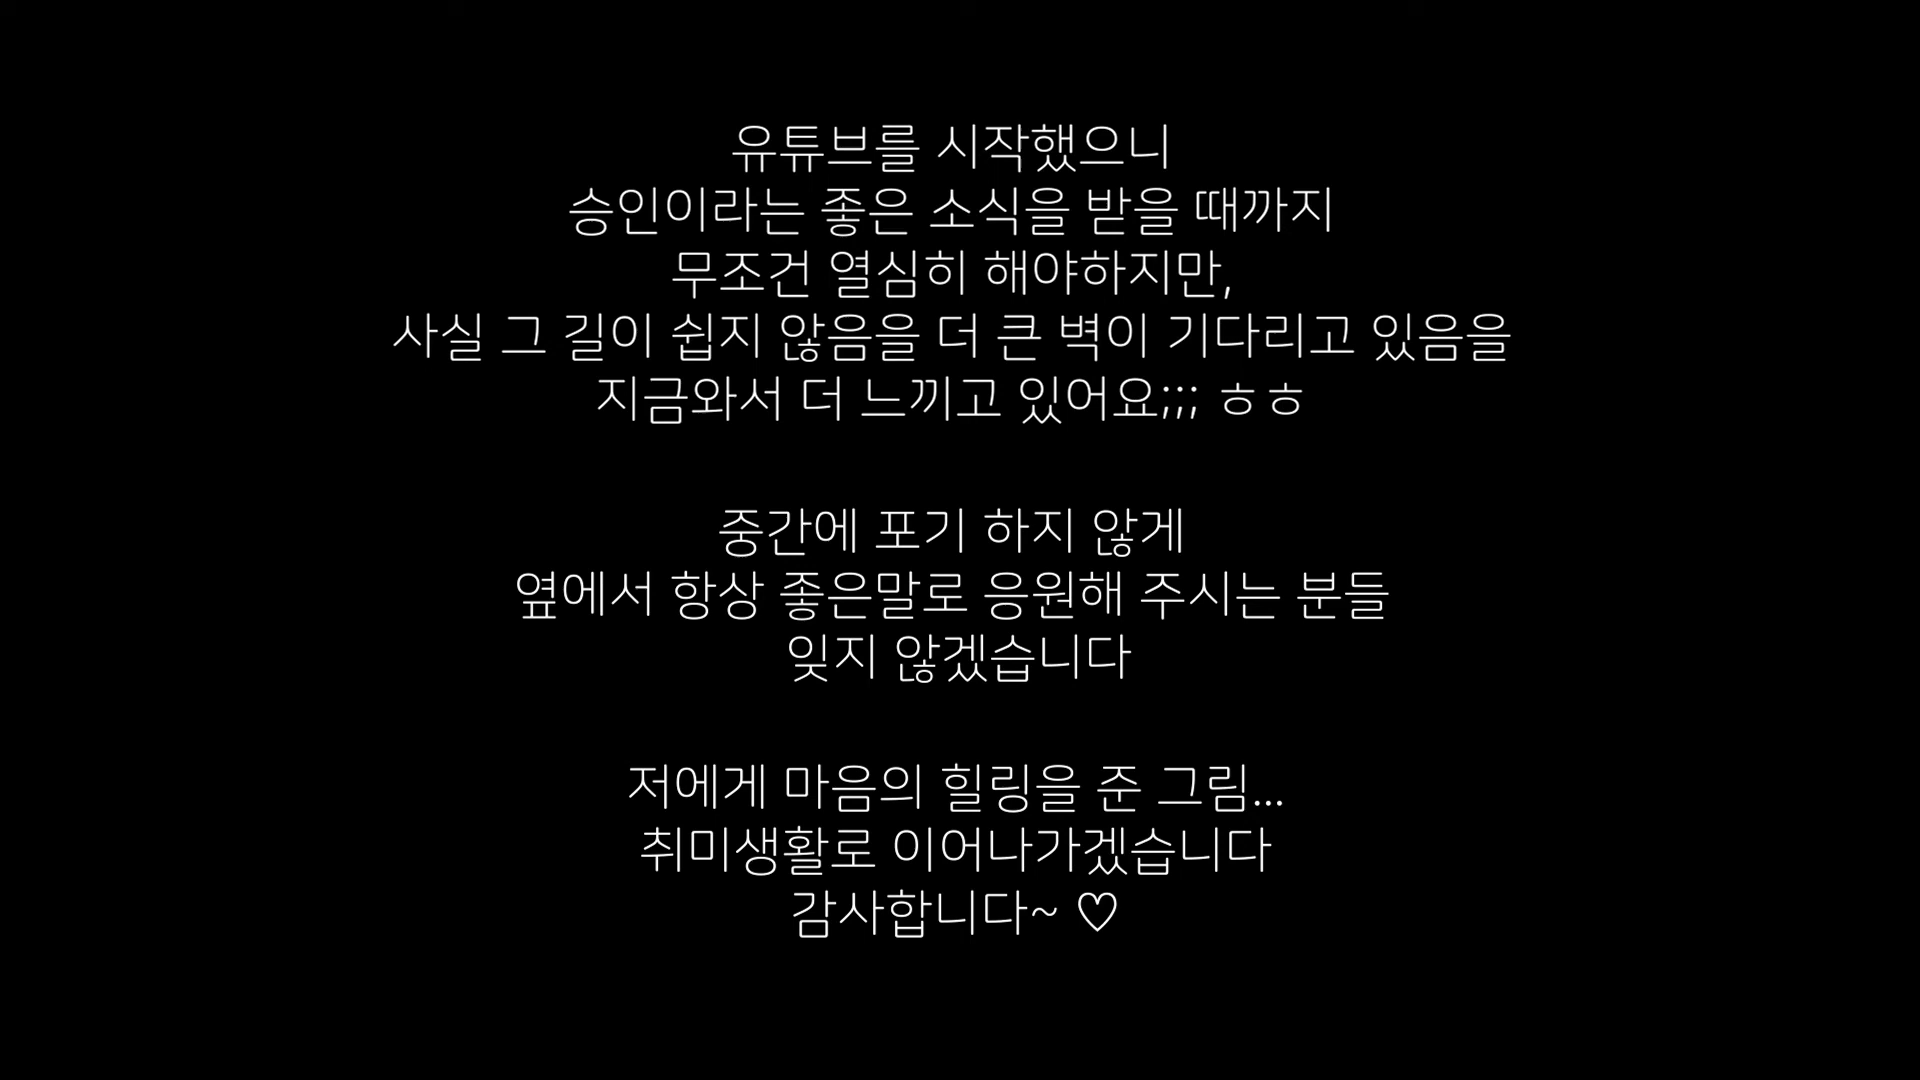 유튜브를 시작했으니
승인이라는 좋은 소식을 받을 때까지
무조건 열심히 해야하지만,
사실 그 길이 쉽지 않음을 더 큰 벽이 기다리고 있음을
지금와서 더 느끼고 있어요;;; ㅎㅎ
중간에 포기 하지 않게
옆에서 항상 좋은말로 응원해 주시는 분들
잊지 않겠습니다
저에게 마음의 힐링을 준 그림...
취미생활로 이어나가겠습니다
감사합니다~ ♡